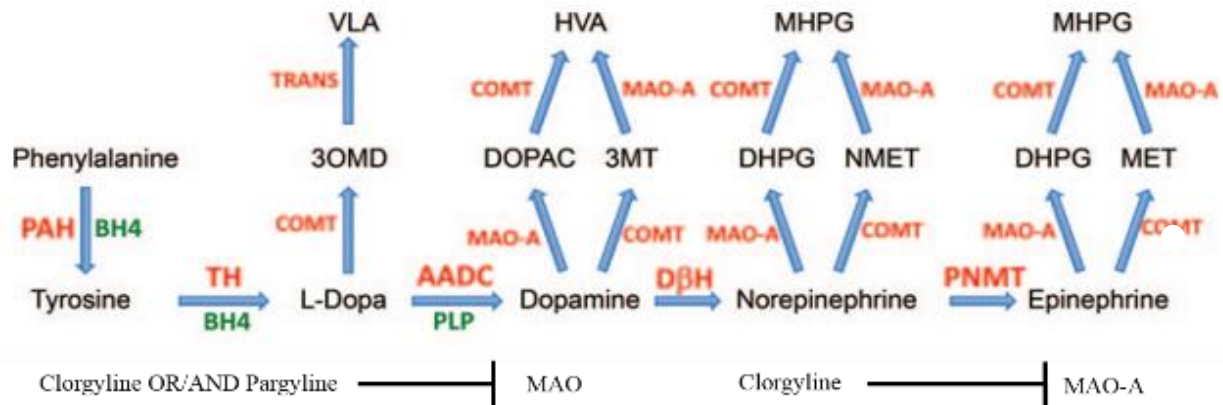 VLA HVA MHPG MHPG
TRANS COMT MAO-A COMT MAO-A COMT MAO-A
Phenylalanine 3OMD DOPAC 3MT DHPG NMET DHPG MET
PAH BH4 COMT MAO-A COMT MAO-A COMT MAO-A COMT
TH AADC DβH PNMT
Tyrosine L-Dopa Dopamine Norepinephrine Epinephrine
BH4 PLP
Clorgyline OR/AND Pargyline MAO Clorgyline MAO-A